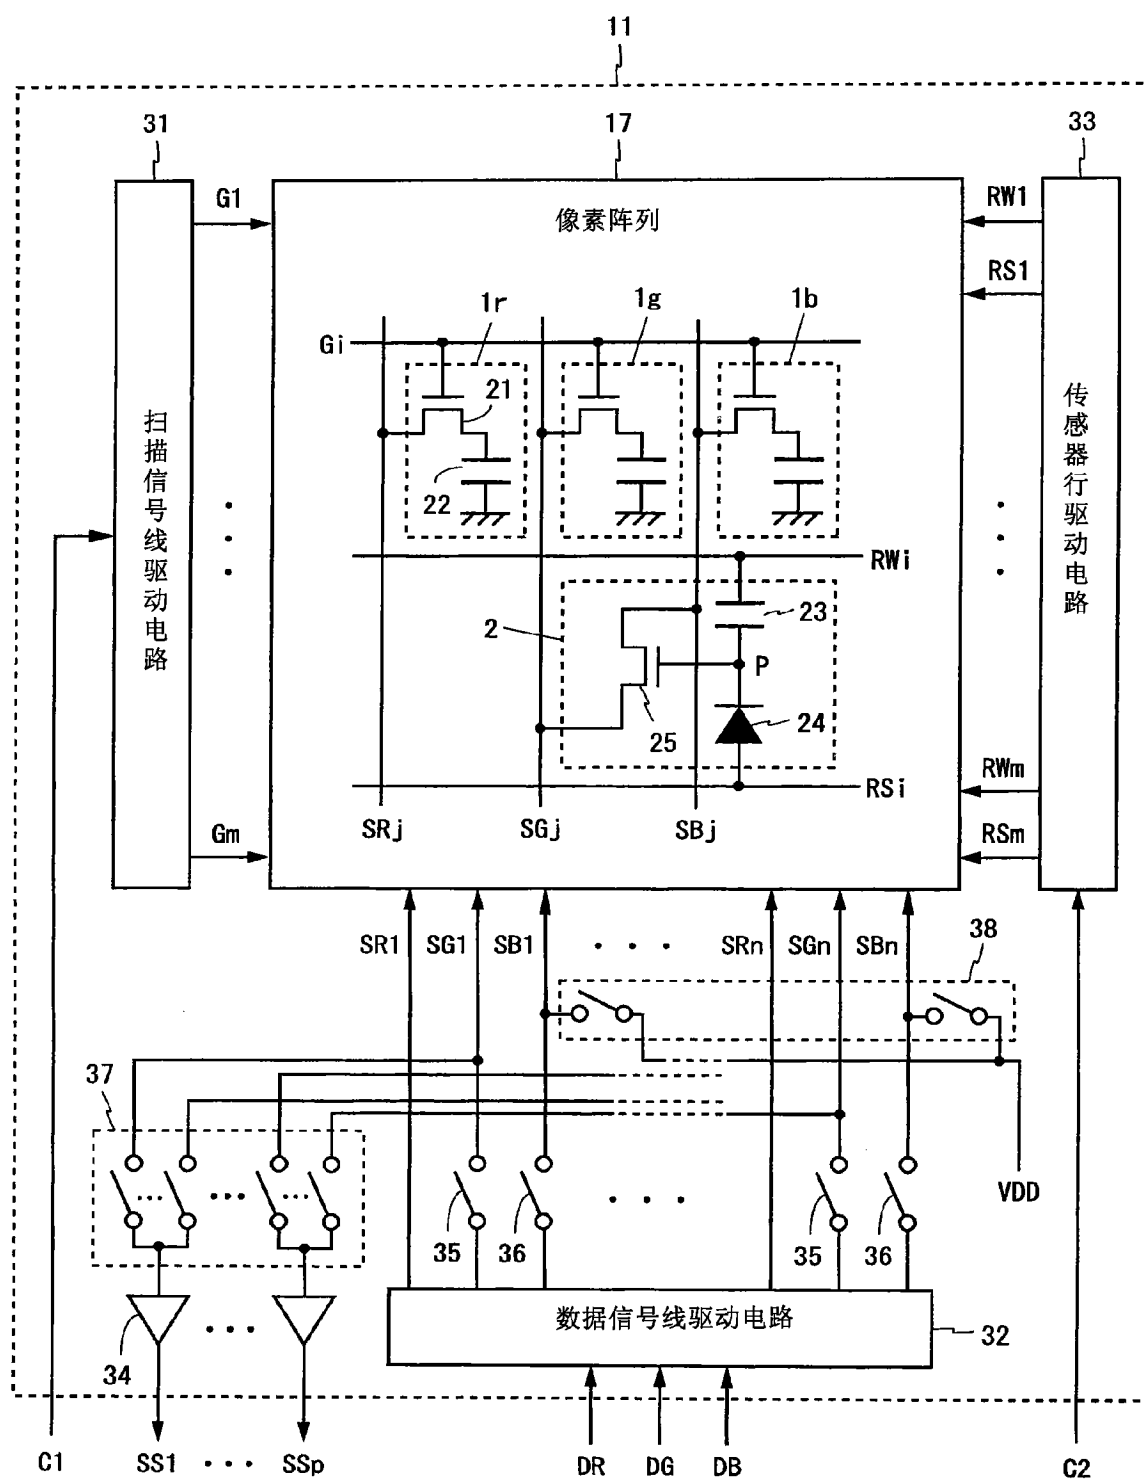 11
31
17
33
G1
像素阵列
RW1
RS1
1r
1g
1b
Gi
21
22
扫描信号线驱动电路
传感器行驱动电路
RWi
2
23
P
25
24
RSi
SRj
SGj
SBj
Gm
RWm
RSm
SR1
SG1
SB1
SRn
SGn
SBn
38
37
VDD
35
36
35
36
数据信号线驱动电路
32
34
C1
SS1
SSp
DR
DG
DB
C2